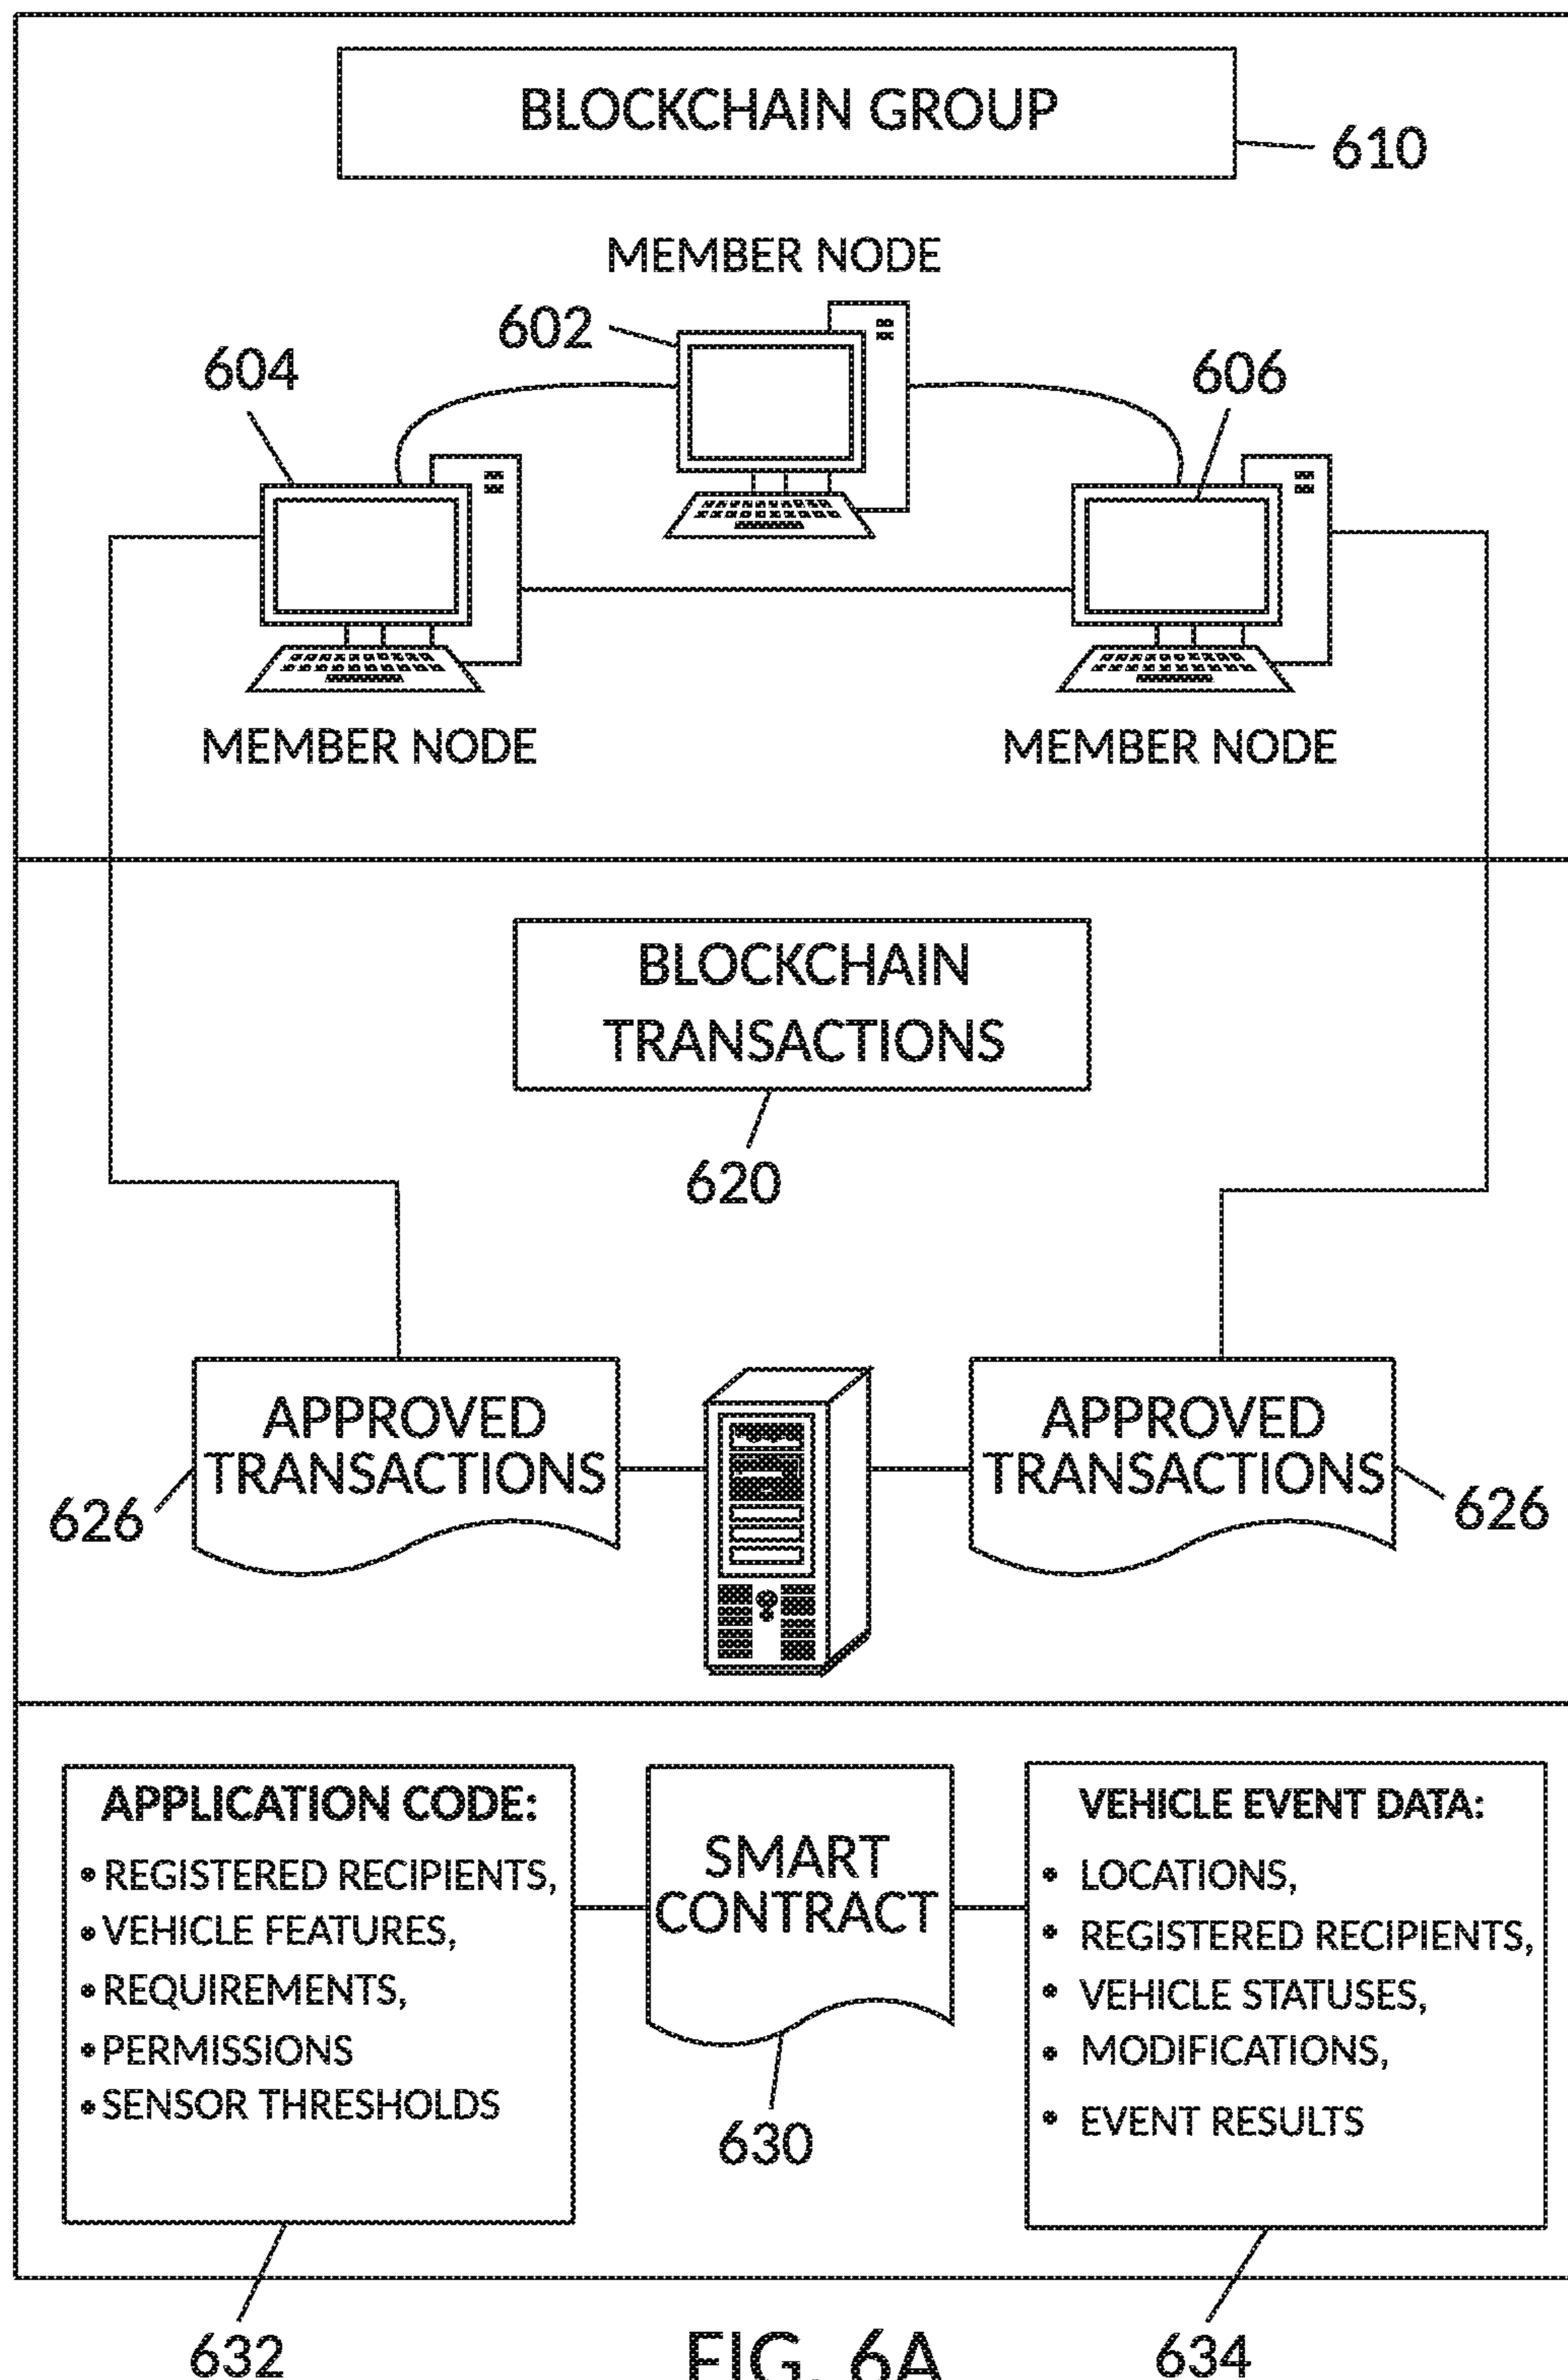 BLOCKCHAIN GROUP
610
MEMBER NODE
602
604
606
MEMBER NODE
MEMBER NODE
BLOCKCHAIN
TRANSACTIONS
620
APPROVED
TRANSACTIONS
626
APPROVED
TRANSACTIONS
626
APPLICATION CODE:
• REGISTERED RECIPIENTS,
• VEHICLE FEATURES,
• REQUIREMENTS,
• PERMISSIONS
• SENSOR THRESHOLDS
632
SMART
CONTRACT
630
VEHICLE EVENT DATA:
• LOCATIONS,
• REGISTERED RECIPIENTS,
• VEHICLE STATUSES,
• MODIFICATIONS,
• EVENT RESULTS
634
FIG. 6A